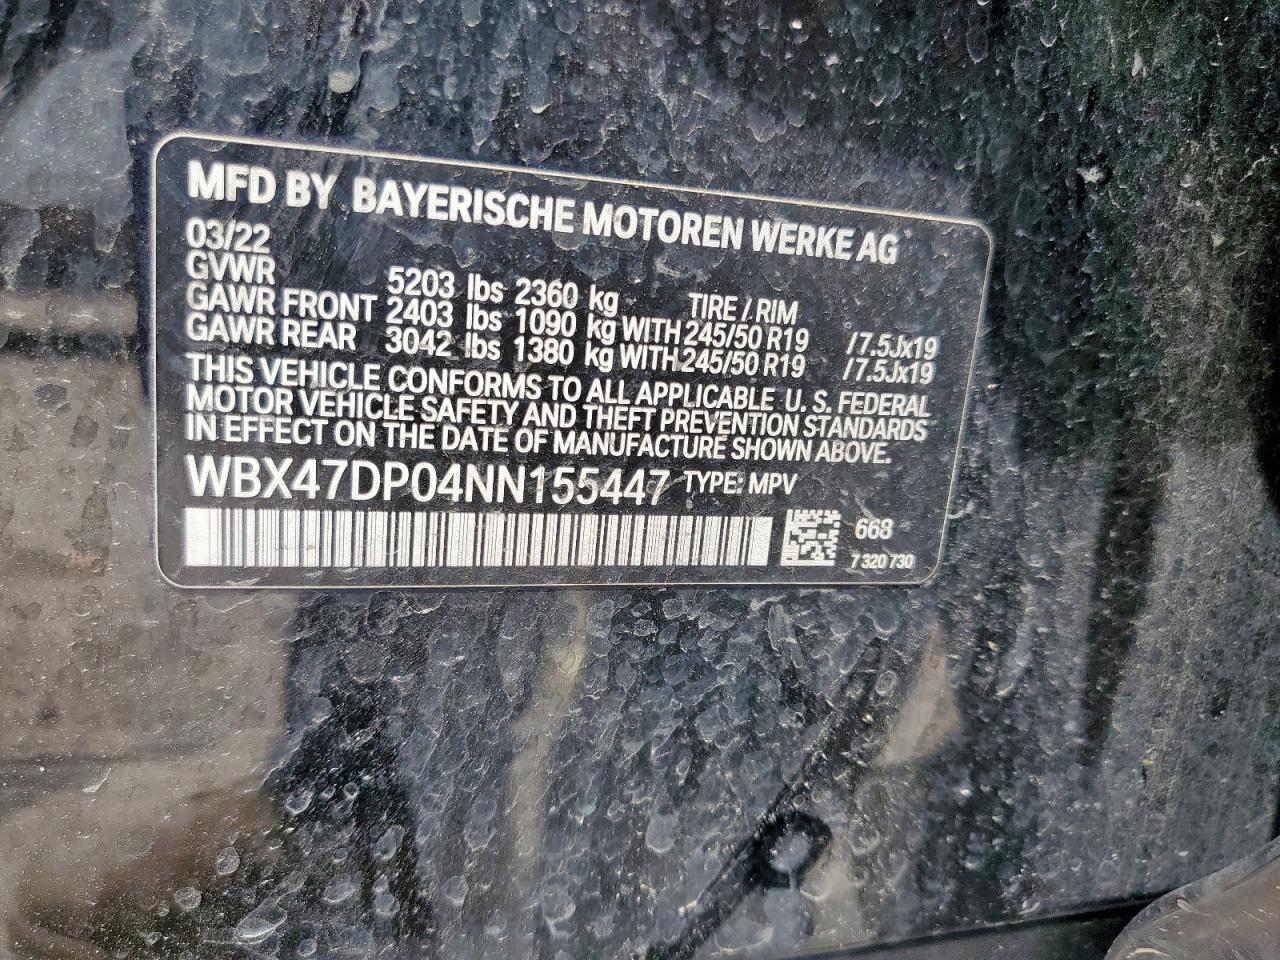 MFD BY BAYERISCHE MOTOREN WERKE AG
03/22
GVWR 5203 lbs 2360 kg TIRE / RIM
GAWR FRONT 2403 lbs 1090 kg WITH 245/50 R19 /7.5Jx19
GAWR REAR 3042 lbs 1380 kg WITH 245/50 R19 /7.5Jx19
THIS VEHICLE CONFORMS TO ALL APPLICABLE U. S. FEDERAL
MOTOR VEHICLE SAFETY AND THEFT PREVENTION STANDARDS
IN EFFECT ON THE DATE OF MANUFACTURE SHOWN ABOVE.
WBX47DP04NN155447 TYPE: MPV
668
7 320 730